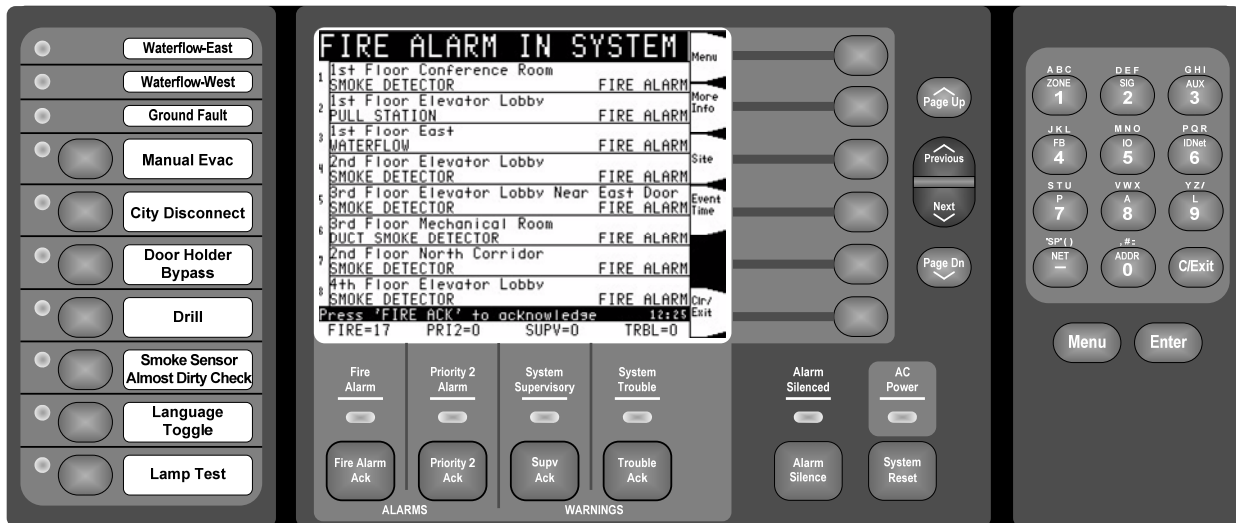 Waterflow-East
Waterflow-West
Ground Fault
Manual Evac
City Disconnect
Door Holder
Bypass
Drill
Smoke Sensor
Almost Dirty Check
Language
Toggle
Lamp Test
FIRE ALARM IN SYSTEM
1 1st Floor Conference Room
SMOKE DETECTOR FIRE ALARM
2 1st Floor Elevator Lobby
PULL STATION FIRE ALARM
3 1st Floor East
WATERFLOW FIRE ALARM
4 2nd Floor Elevator Lobby
SMOKE DETECTOR FIRE ALARM
5 3rd Floor Elevator Lobby Near East Door
SMOKE DETECTOR FIRE ALARM
6 3rd Floor Mechanical Room
DUCT SMOKE DETECTOR FIRE ALARM
7 2nd Floor North Corridor
SMOKE DETECTOR FIRE ALARM
8 4th Floor Elevator Lobby
SMOKE DETECTOR FIRE ALARM
Press 'FIRE ACK' to acknowledge 12:25
FIRE=17 PRI2=0 SUPV=0 TRBL=0
Menu
More
Info
Site
Event
Time
Clr/
Exit
Fire
Alarm
Priority 2
Alarm
System
Supervisory
System
Trouble
Alarm
Silenced
AC
Power
Fire Alarm
Ack
Priority 2
Ack
Supv
Ack
Trouble
Ack
Alarm
Silence
System
Reset
ALARMS
WARNINGS
Page Up
Previous
Next
Page Dn
A B C
ZONE
1
D E F
SIG
2
G H I
AUX
3
J K L
FB
4
M N O
IO
5
P Q R
IDNet
6
S T U
P
7
V W X
A
8
Y Z /
L
9
'SP' ( )
NET
–
. # :
ADDR
0
C/Exit
Menu
Enter